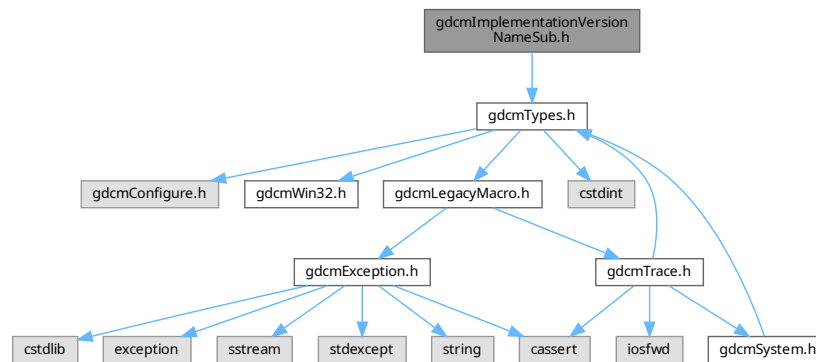 gdcmImplementationVersion
NameSub.h
gdcmTypes.h
gdcmConfigure.h
gdcmWin32.h
gdcmLegacyMacro.h
cstdint
gdcmException.h
gdcmTrace.h
cstdlib
exception
sstream
stdexcept
string
cassert
iosfwd
gdcmSystem.h